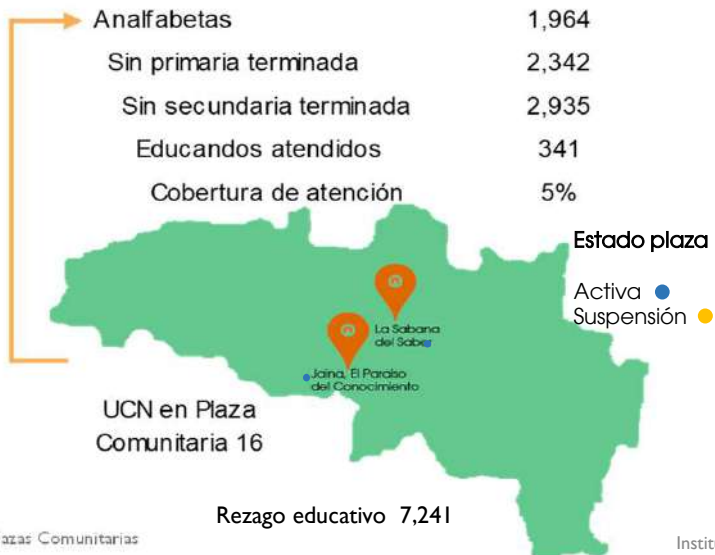 Analfabetas 1,964
Sin primaria terminada 2,342
Sin secundaria terminada 2,935
Educandos atendidos 341
Cobertura de atención 5%
Estado plaza
Activa
Suspensión
La Sabana
del Saber
Jaina, El Paraiso
del Conocimiento
UCN en Plaza
Comunitaria 16
Rezago educativo 7,241
azas Comunitarias
Instit